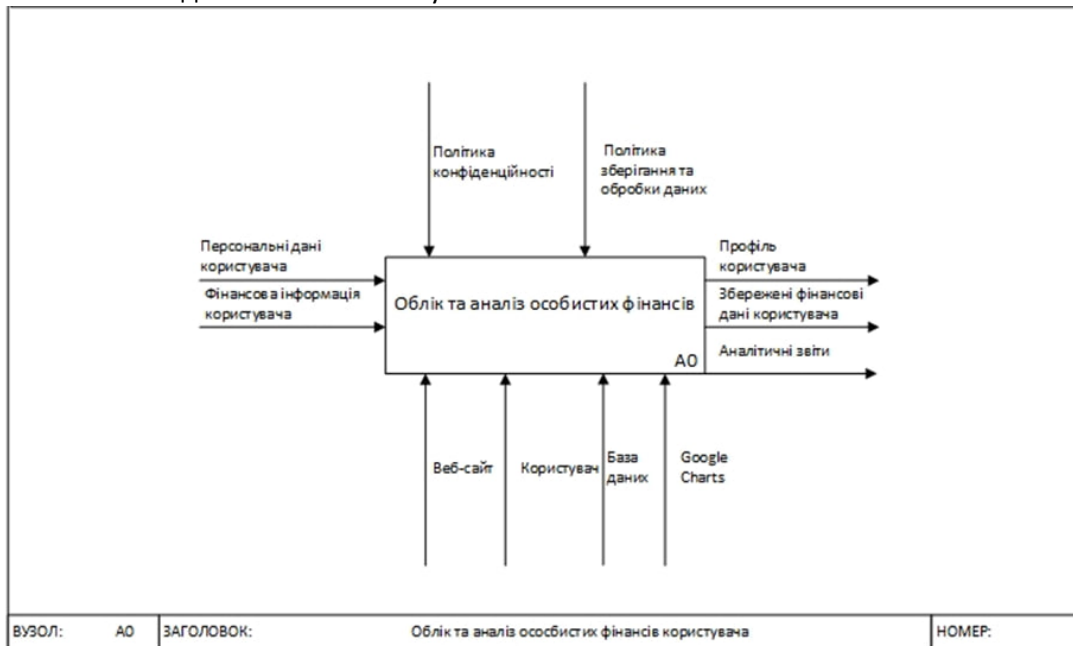 Політика
конфіденційності
Політика
зберігання та
обробки даних
Персональні дані
користувача
Фінансова інформація
користувача
Облік та аналіз особистих фінансів
A0
Профіль
користувача
Збережені фінансові
дані користувача
Аналітичні звіти
Веб-сайт
Користувач
База
даних
Google
Charts
ВУЗОЛ: A0 ЗАГОЛОВОК: Облік та аналіз ососбистих фінансів користувача НОМЕР: